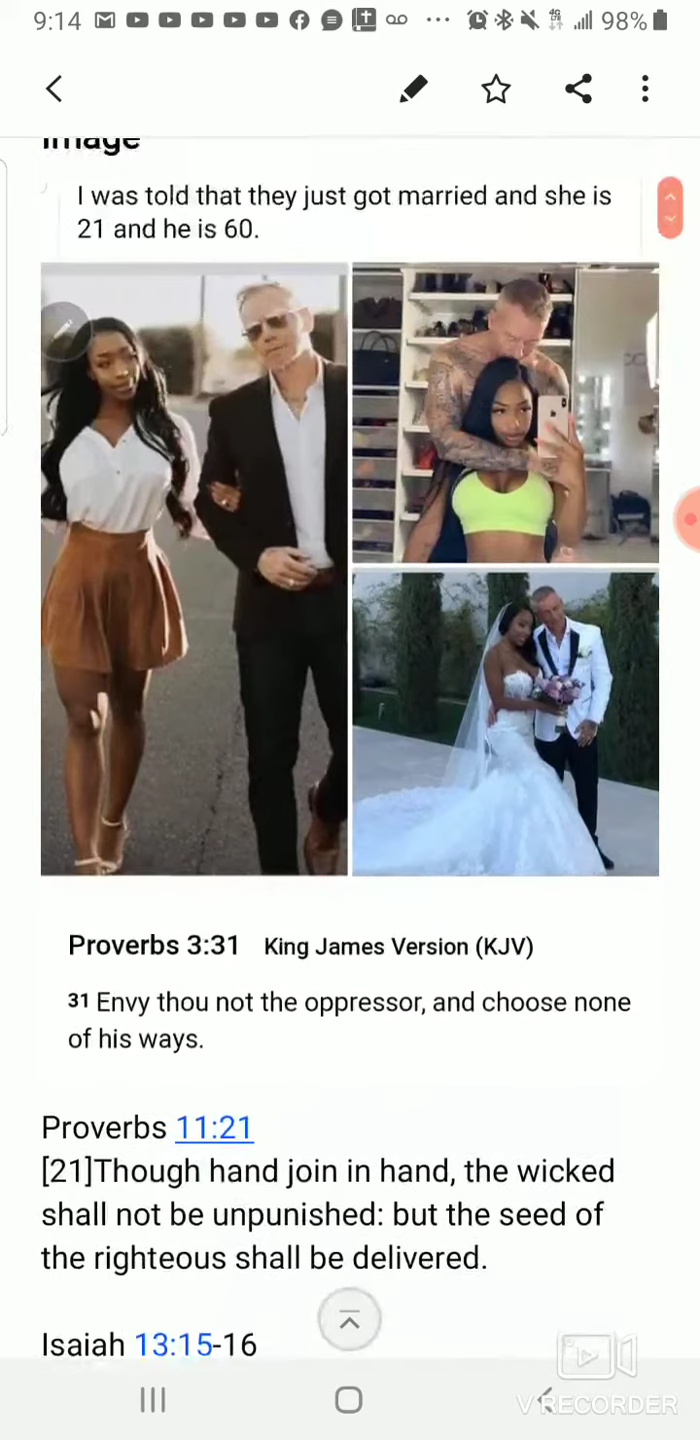 9:14 98%
Image
I was told that they just got married and she is
21 and he is 60.
Proverbs 3:31 King James Version (KJV)
31 Envy thou not the oppressor, and choose none
of his ways.
Proverbs 11:21
[21]Though hand join in hand, the wicked
shall not be unpunished: but the seed of
the righteous shall be delivered.
Isaiah 13:15-16
V RECORDER